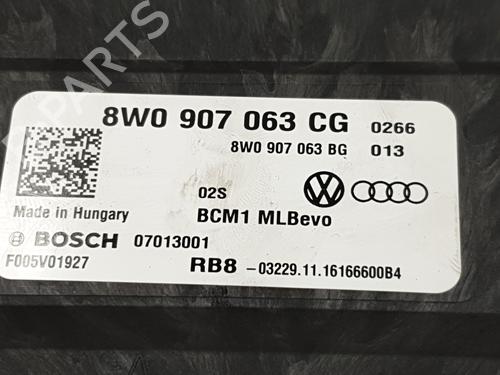 8W0 907 063 CG 0266
8W0 907 063 BG 013
02S
Made in Hungary BCM1 MLBevo
BOSCH 07013001
F005V01927 RB8 -03229.11.16166600B4